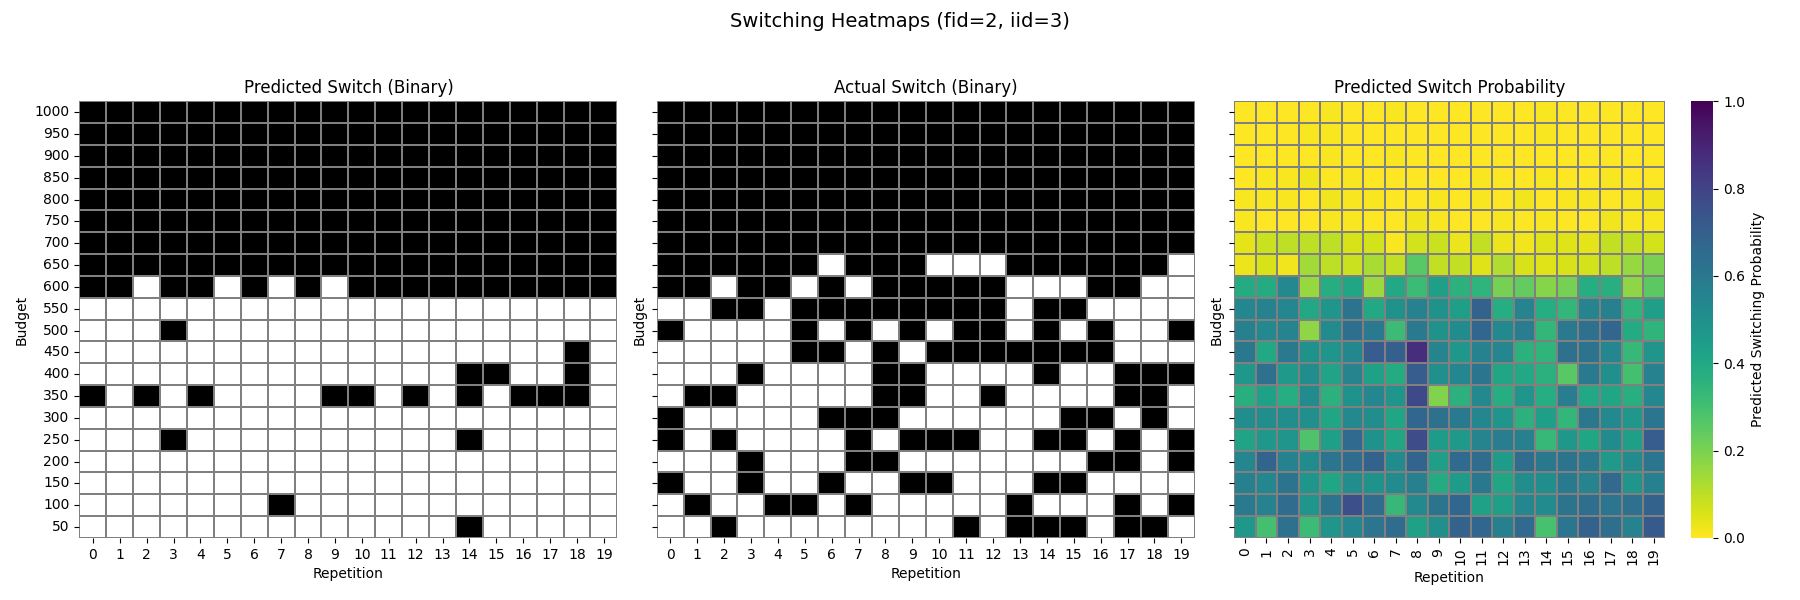 Switching Heatmaps (fid=2, iid=3)
Predicted Switch (Binary)
Budget
1000
950
900
850
800
750
700
650
600
550
500
450
400
350
300
250
200
150
100
50
0 1 2 3 4 5 6 7 8 9 10 11 12 13 14 15 16 17 18 19
Repetition
Actual Switch (Binary)
Budget
0 1 2 3 4 5 6 7 8 9 10 11 12 13 14 15 16 17 18 19
Repetition
Predicted Switch Probability
Budget
0 1 2 3 4 5 6 7 8 9 10 11 12 13 14 15 16 17 18 19
Repetition
1.0
0.8
0.6
0.4
0.2
0.0
Predicted Switching Probability